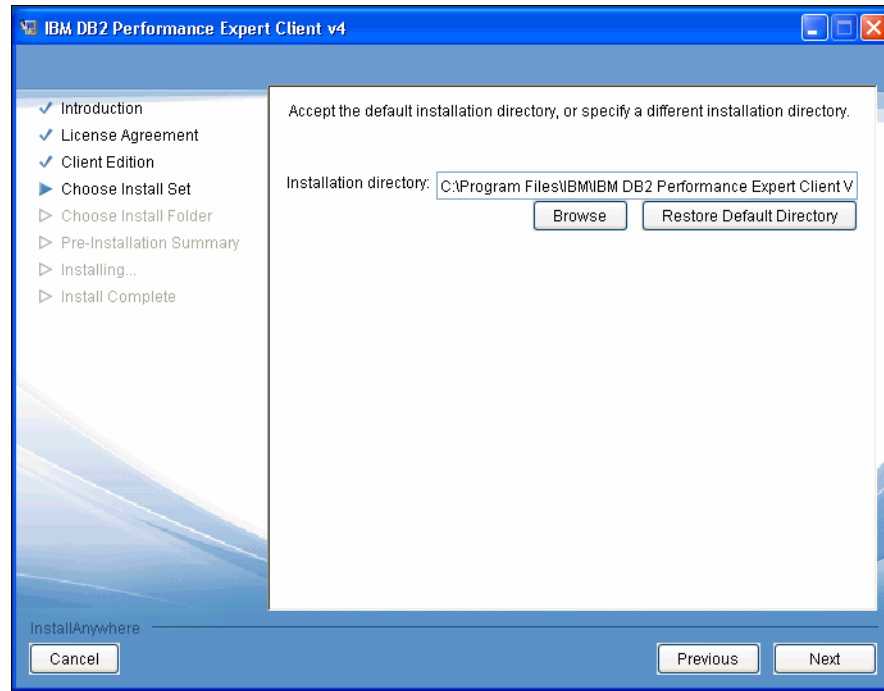 IBM DB2 Performance Expert Client v4
Introduction
License Agreement
Client Edition
Choose Install Set
Choose Install Folder
Pre-Installation Summary
Installing...
Install Complete
Accept the default installation directory, or specify a different installation directory.
Installation directory: C:\Program Files\IBM\IBM DB2 Performance Expert Client V
Browse Restore Default Directory
InstallAnywhere
Cancel Previous Next